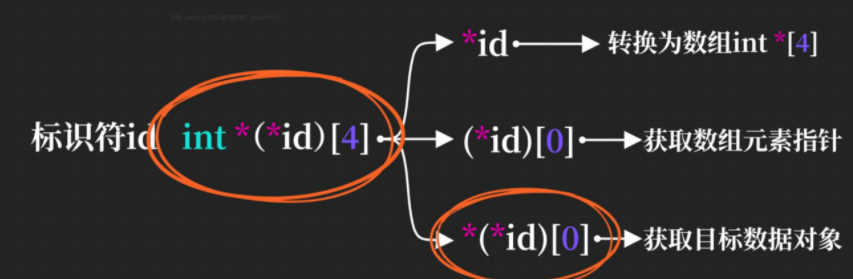 *id 转换为数组int *[4]
标识符id int *(*id)[4] (*id)[0] 获取数组元素指针
*(*id)[0] 获取目标数据对象